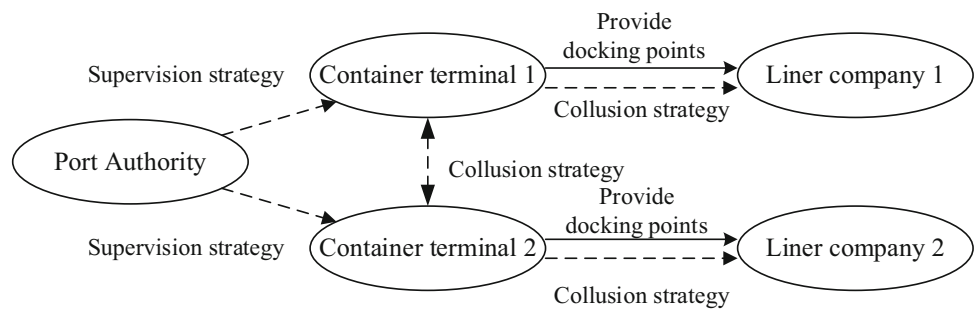 Provide
docking points
Supervision strategy
Container terminal 1
Liner company 1
Collusion strategy
Port Authority
Collusion strategy
Provide
docking points
Supervision strategy
Container terminal 2
Liner company 2
Collusion strategy